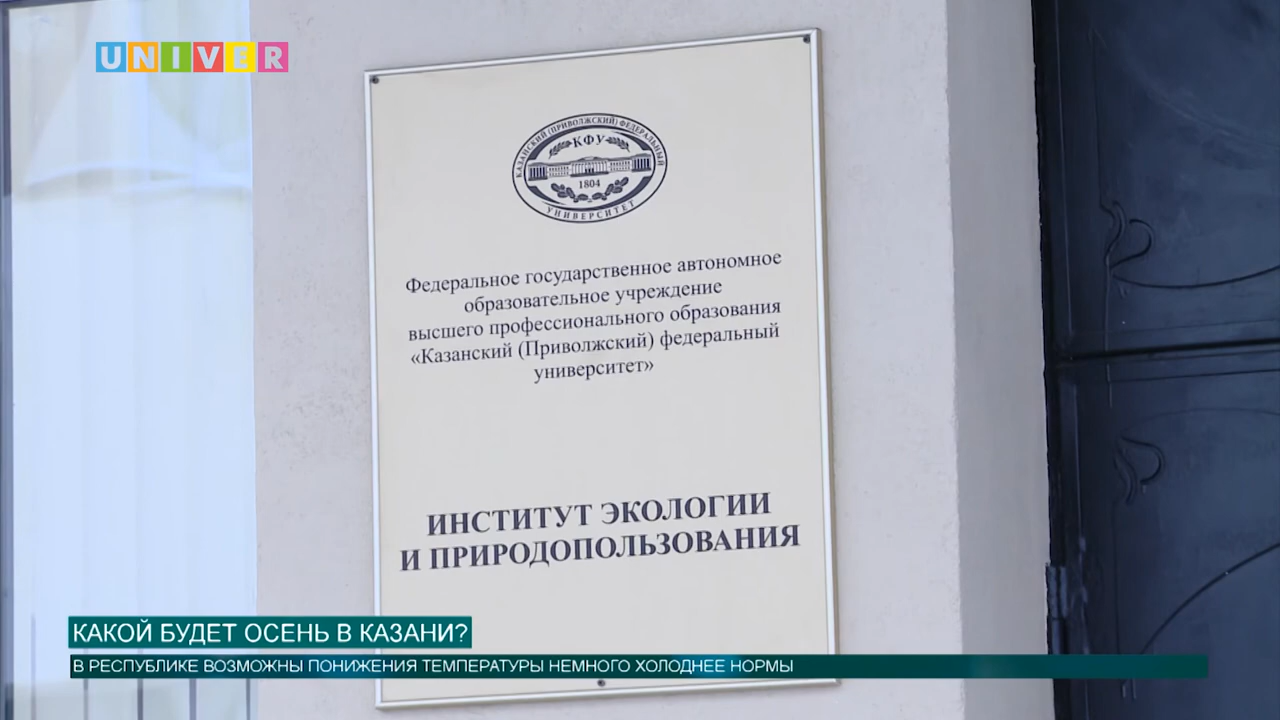 UNIVER
КАЗАНСКИЙ (ПРИВОЛЖСКИЙ) ФЕДЕРАЛЬНЫЙ
КФУ
1804
УНИВЕРСИТЕТ
Федеральное государственное автономное
образовательное учреждение
высшего профессионального образования
«Казанский (Приволжский) федеральный
университет»
ИНСТИТУТ ЭКОЛОГИИ
И ПРИРОДОПОЛЬЗОВАНИЯ
КАКОЙ БУДЕТ ОСЕНЬ В КАЗАНИ?
В РЕСПУБЛИКЕ ВОЗМОЖНЫ ПОНИЖЕНИЯ ТЕМПЕРАТУРЫ НЕМНОГО ХОЛОДНЕЕ НОРМЫ